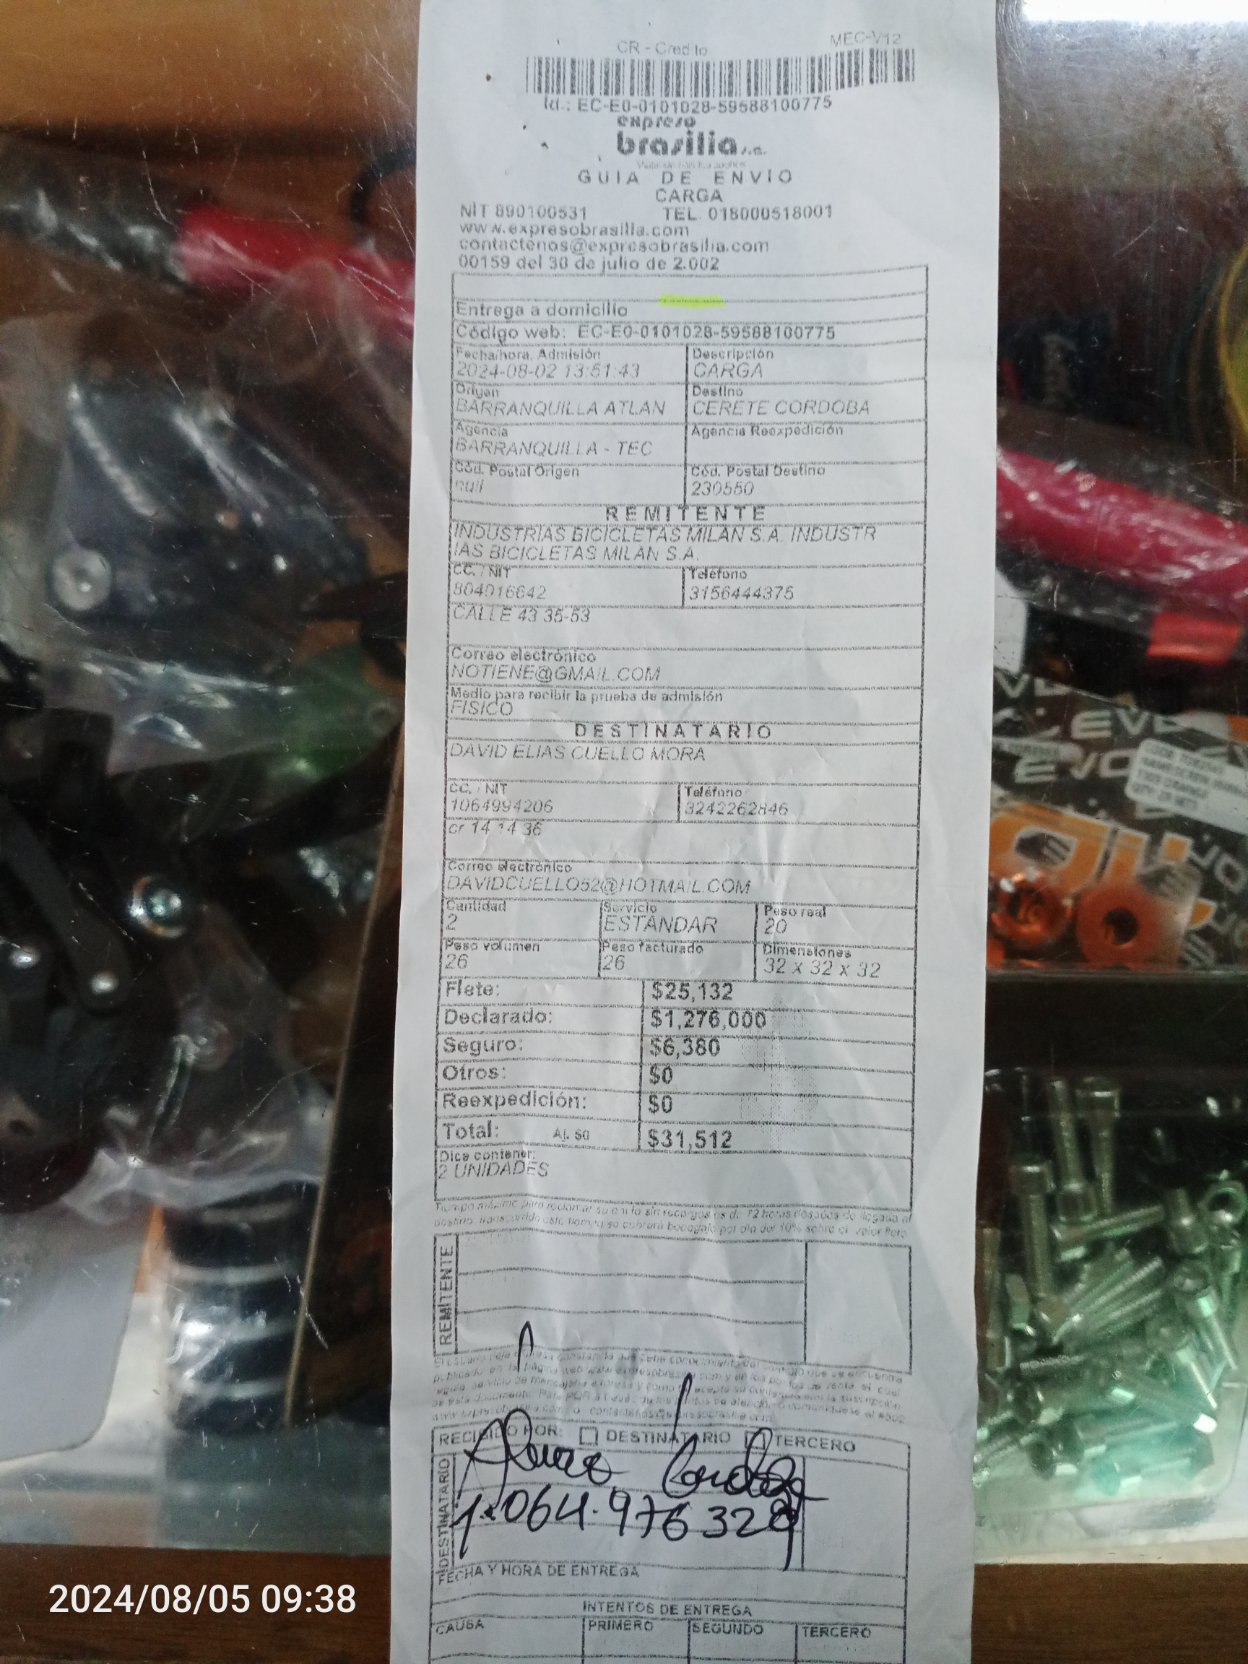 CR - Credito MEC-V12
Id.: EC-E0-0101028-59588100775
expreso
brasilia s.a.
GUIA DE ENVIO
CARGA
NIT 890100531 TEL. 018000518001
www.expresobrasilia.com
contactenos@expresobrasilia.com
00159 del 30 de julio de 2.002
Entrega a domicilio
Código web: EC-E0-0101028-59588100775
Fecha/hora. Admisión Descripción
2024-08-02 13:51:43 CARGA
Origen Destino
BARRANQUILLA ATLAN CERETE CORDOBA
Agencia Agencia Reexpedición
BARRANQUILLA - TEC
Cód. Postal Origen Cód. Postal Destino
null 230550
REMITENTE
INDUSTRIAS BICICLETAS MILAN S.A. INDUSTR
IAS BICICLETAS MILAN S.A.
CC. / NIT Teléfono
804016642 3156444375
CALLE 43 35-53
Correo electrónico
NOTIENE@GMAIL.COM
Medio para recibir la prueba de admisión
FISICO
DESTINATARIO
DAVID ELIAS CUELLO MORA
CC. / NIT Teléfono
1064994206 3242262846
cr 14 14 36
Correo electrónico
DAVIDCUELLO52@HOTMAIL.COM
Cantidad Servicio Peso real
2 ESTANDAR 20
Peso volumen Peso facturado Dimensiones
26 26 32 x 32 x 32
Flete: $25,132
Declarado: $1,276,000
Seguro: $6,380
Otros: $0
Reexpedición: $0
Total: Aj. $0 $31,512
Dice contener:
2 UNIDADES
REMITENTE
RECIBIDO POR: DESTINATARIO TERCERO
DESTINATARIO
1.064.976328
FECHA Y HORA DE ENTREGA
INTENTOS DE ENTREGA
CAUSA PRIMERO SEGUNDO TERCERO
EVO
2024/08/05 09:38